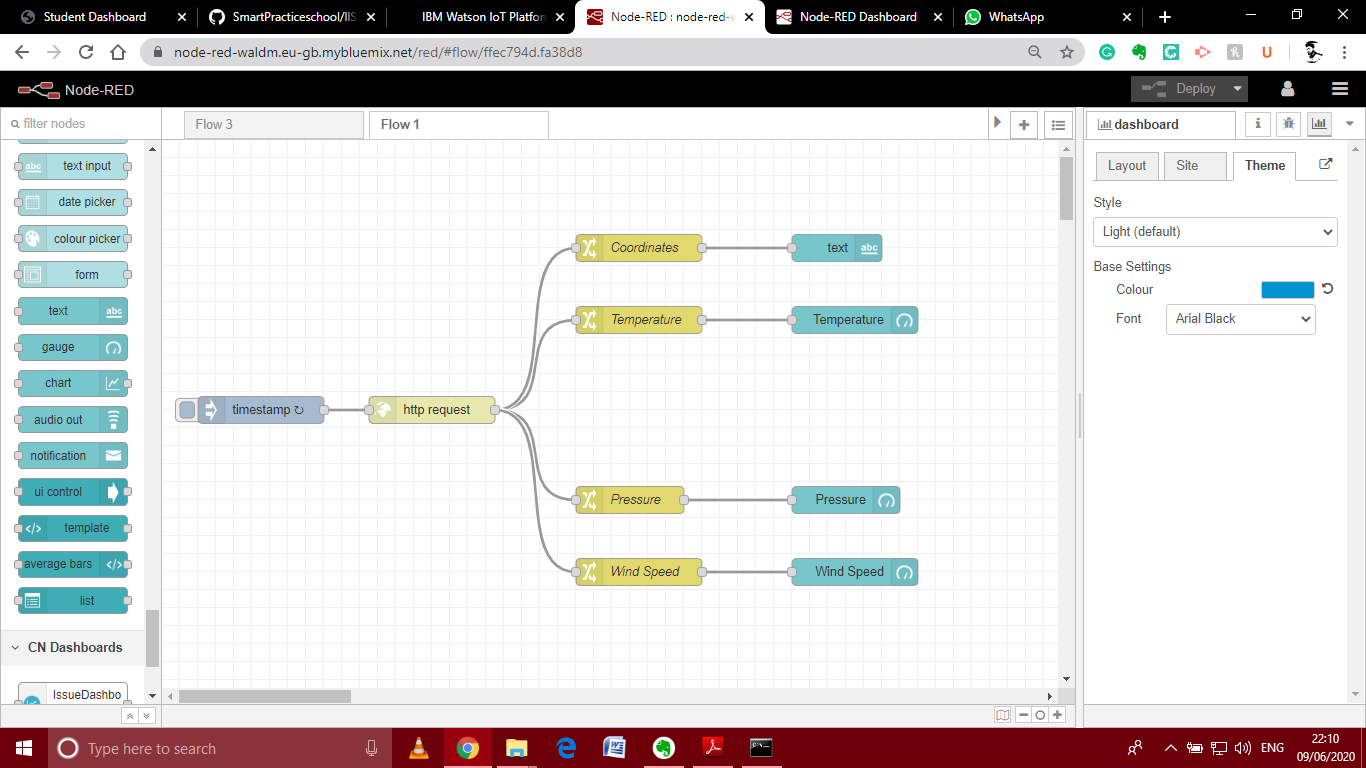 Student Dashboard
SmartPracticeschool/IIS
IBM Watson IoT Platfor
Node-RED : node-red-w
Node-RED Dashboard
WhatsApp
node-red-waldm.eu-gb.mybluemix.net/red/#flow/ffec794d.fa38d8
Node-RED
Deploy
filter nodes
Flow 3
Flow 1
dashboard
abc text input
date picker
colour picker
form
text abc
gauge
chart
audio out
notification
ui control
</> template
average bars </>
list
CN Dashboards
IssueDashbo
Coordinates
text abc
Temperature
Temperature
timestamp ↻
http request
Pressure
Pressure
Wind Speed
Wind Speed
Layout
Site
Theme
Style
Light (default)
Base Settings
Colour
Font
Arial Black
Type here to search
ENG
22:10
09/06/2020